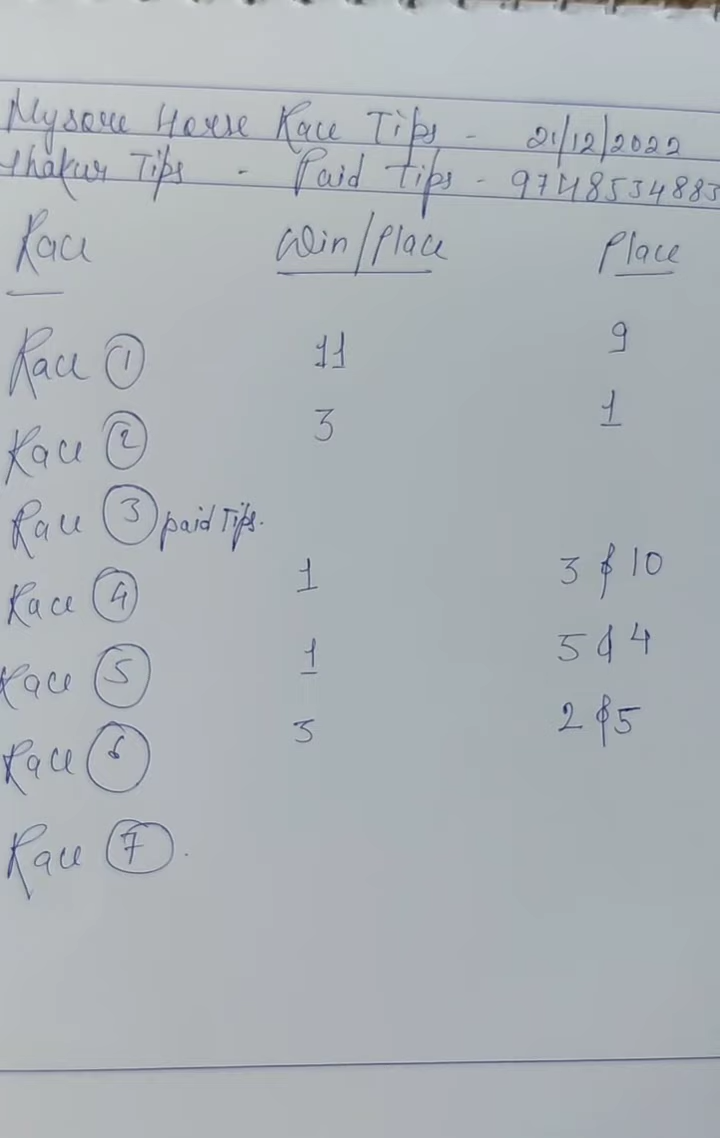 Mysore Horse Race Tips - 21/12/2022
Thakur Tips - Paid Tips - 9748534883
Race Win/Place Place
Race 1 11 9
Race 2 3 1
Race 3 paid Tips.
Race 4 1 3 & 10
Race 5 1 5 & 4
Race 6 3 2 & 5
Race 7.